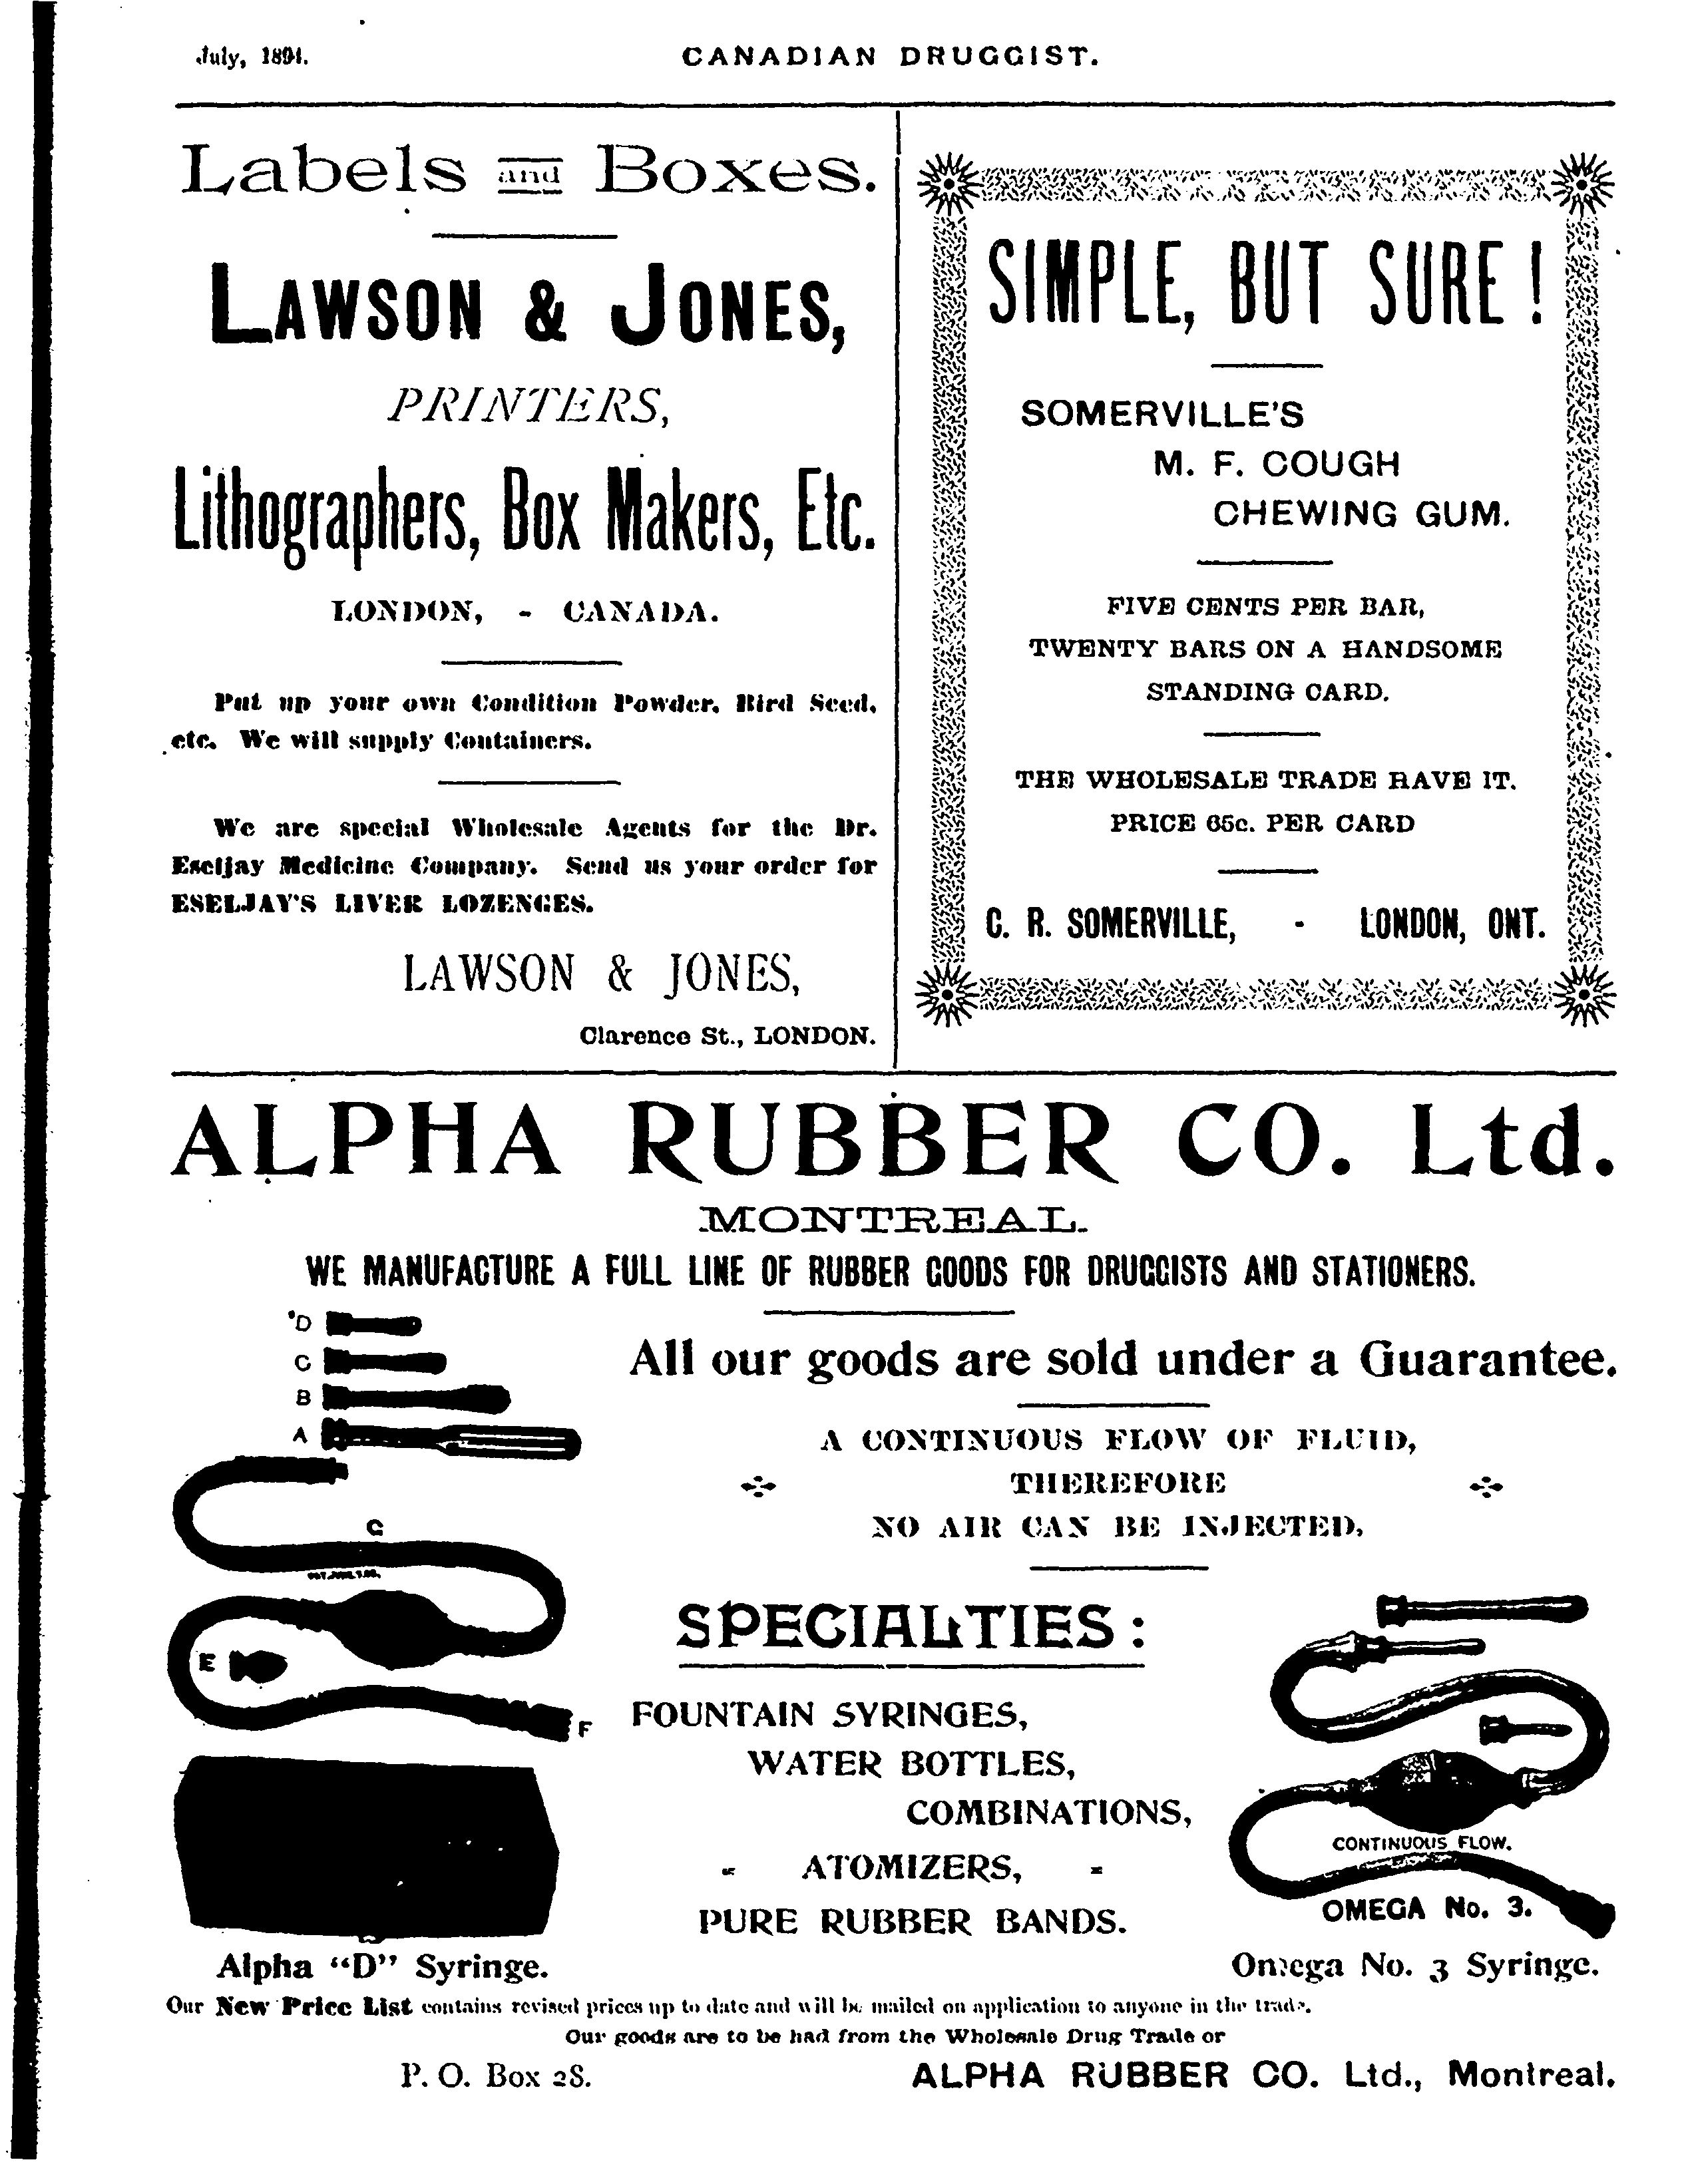 July, 1894.
CANADIAN DRUGGIST.
Labels and Boxes.
LAWSON & JONES,
PRINTERS,
Lithographers, Box Makers, Etc.
LONDON, - CANADA.
Put up your own Condition Powder, Bird Seed,
etc. We will supply Containers.
We are special Wholesale Agents for the Dr.
Eseljay Medicine Company. Send us your order for
ESELJAY'S LIVER LOZENGES.
LAWSON & JONES,
Clarence St., LONDON.
SIMPLE, BUT SURE!
SOMERVILLE'S
M. F. COUGH
CHEWING GUM.
FIVE CENTS PER BAR,
TWENTY BARS ON A HANDSOME
STANDING CARD.
THE WHOLESALE TRADE HAVE IT.
PRICE 65c. PER CARD
C. R. SOMERVILLE, - LONDON, ONT.
ALPHA RUBBER CO. Ltd.
MONTREAL.
WE MANUFACTURE A FULL LINE OF RUBBER GOODS FOR DRUGGISTS AND STATIONERS.
D
C
B
A
G
E
F
All our goods are sold under a Guarantee.
A CONTINUOUS FLOW OF FLUID,
THEREFORE
NO AIR CAN BE INJECTED,
SPECIALTIES:
FOUNTAIN SYRINGES,
WATER BOTTLES,
COMBINATIONS,
- ATOMIZERS, -
PURE RUBBER BANDS.
CONTINUOUS FLOW.
OMEGA No. 3.
Alpha "D" Syringe.
Omega No. 3 Syringe.
Our New Price List contains revised prices up to date and will be mailed on application to anyone in the trade.
Our goods are to be had from the Wholesale Drug Trade or
P. O. Box 28.
ALPHA RUBBER CO. Ltd., Montreal.